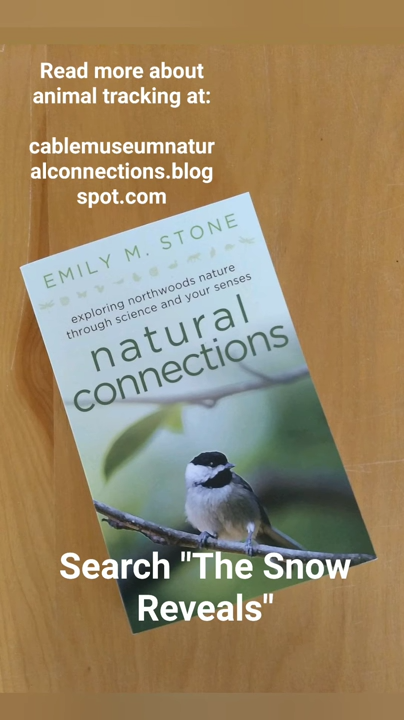 Read more about
animal tracking at:
cablemuseumnatur
alconnections.blog
spot.com
EMILY M. STONE
exploring northwoods nature
through science and your senses
natural
connections
Search "The Snow
Reveals"